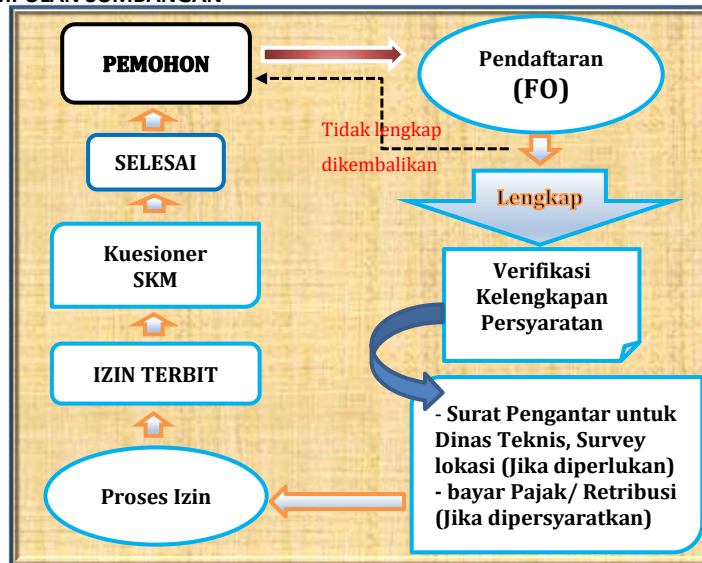 PEMOHON
Pendaftaran
(FO)
Tidak lengkap
dikembalikan
Lengkap
SELESAI
Kuesioner
SKM
Verifikasi
Kelengkapan
Persyaratan
IZIN TERBIT
- Surat Pengantar untuk
Dinas Teknis, Survey
lokasi (Jika diperlukan)
- bayar Pajak/ Retribusi
(Jika dipersyaratkan)
Proses Izin